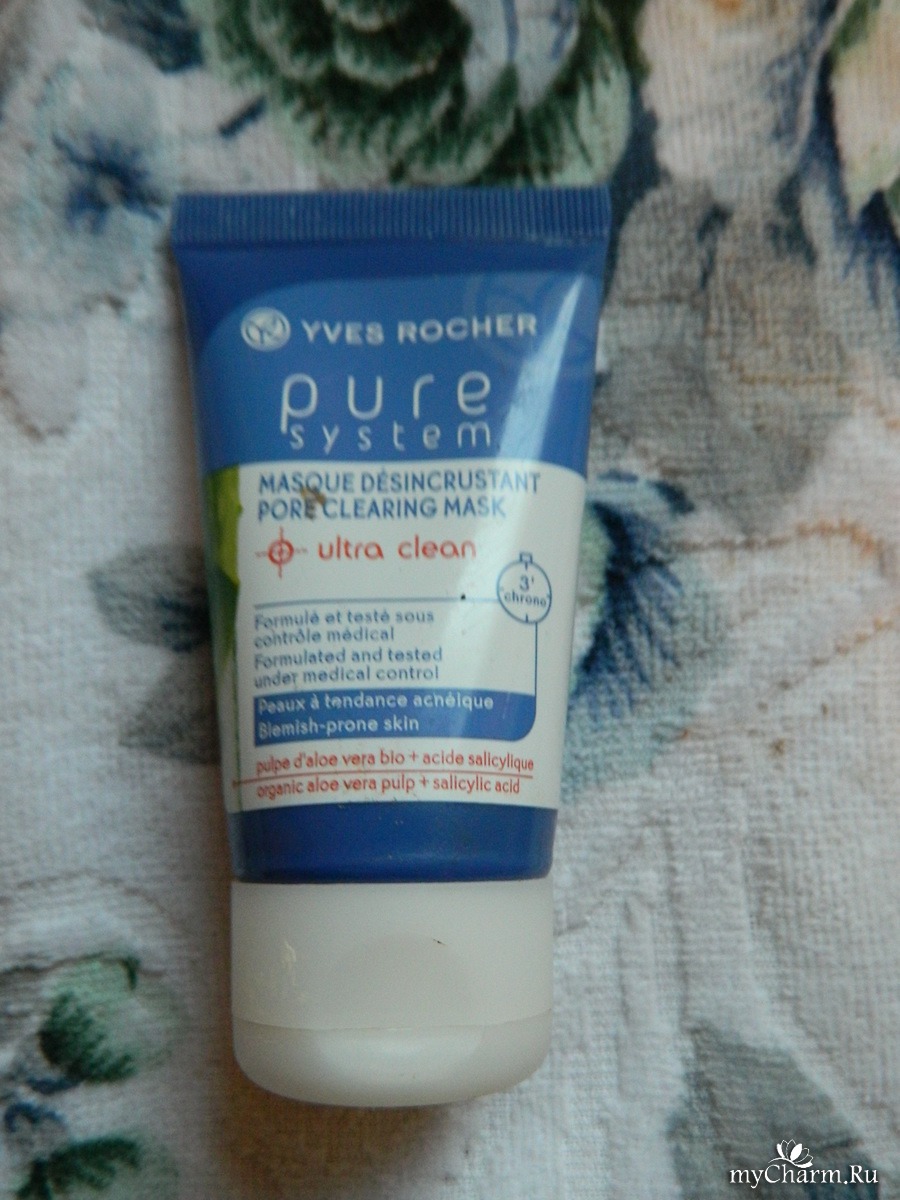 YVES ROCHER
pure
system
MASQUE DÉSINCRUSTANT
PORE CLEARING MASK
ultra clean
3'
chrono
Formulé et testé sous
contrôle médical
Formulated and tested
under medical control
Peaux à tendance acnéique
Blemish-prone skin
pulpe d'aloe vera bio + acide salicylique
organic aloe vera pulp + salicylic acid
myCharm.Ru